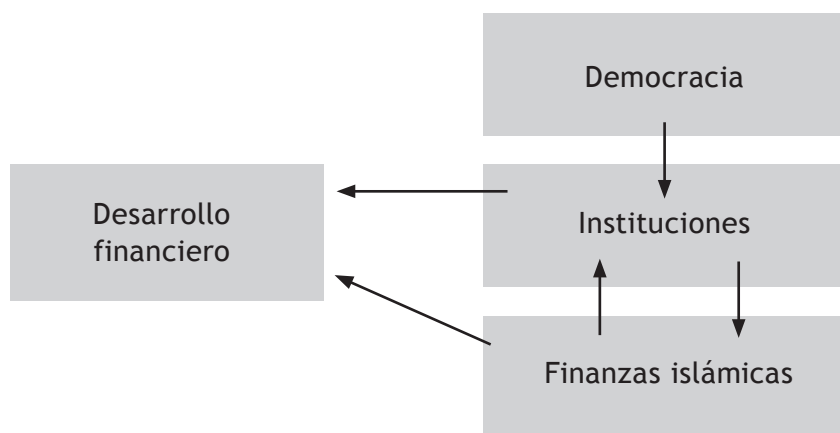 Democracia
Desarrollo
financiero
Instituciones
Finanzas islámicas